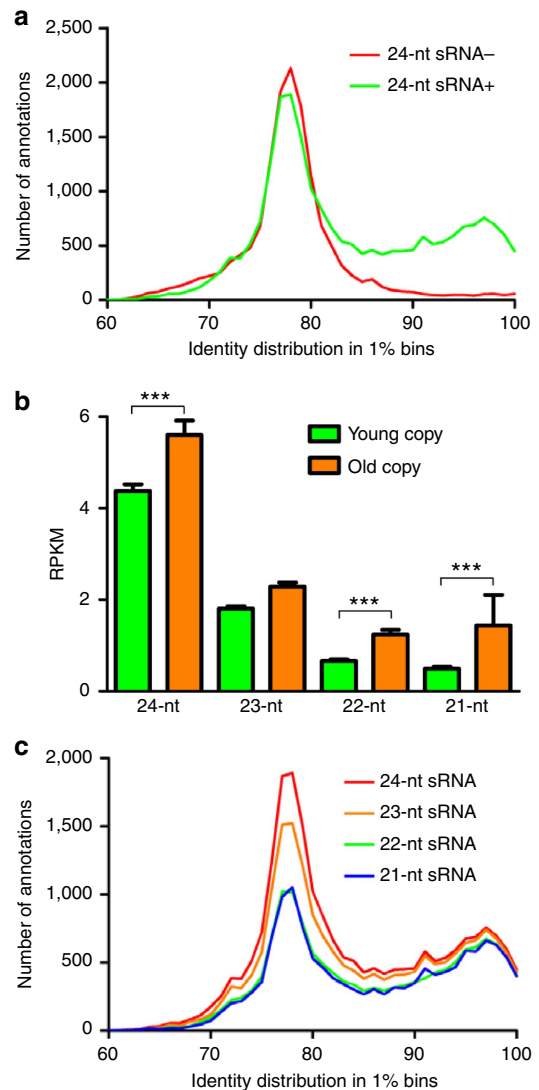 a
2,500
2,000
1,500
1,000
500
0
Number of annotations
24-nt sRNA–
24-nt sRNA+
60
70
80
90
100
Identity distribution in 1% bins
b
6
4
2
0
RPKM
***
***
***
Young copy
Old copy
24-nt
23-nt
22-nt
21-nt
c
2,000
1,500
1,000
500
0
Number of annotations
24-nt sRNA
23-nt sRNA
22-nt sRNA
21-nt sRNA
60
70
80
90
100
Identity distribution in 1% bins